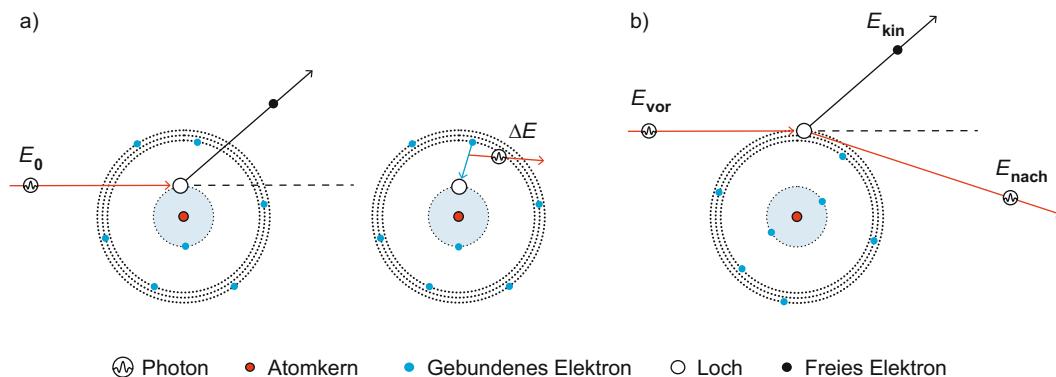 a)
E0
ΔE
b)
Ekin
Evor
Enach
Photon
Atomkern
Gebundenes Elektron
Loch
Freies Elektron